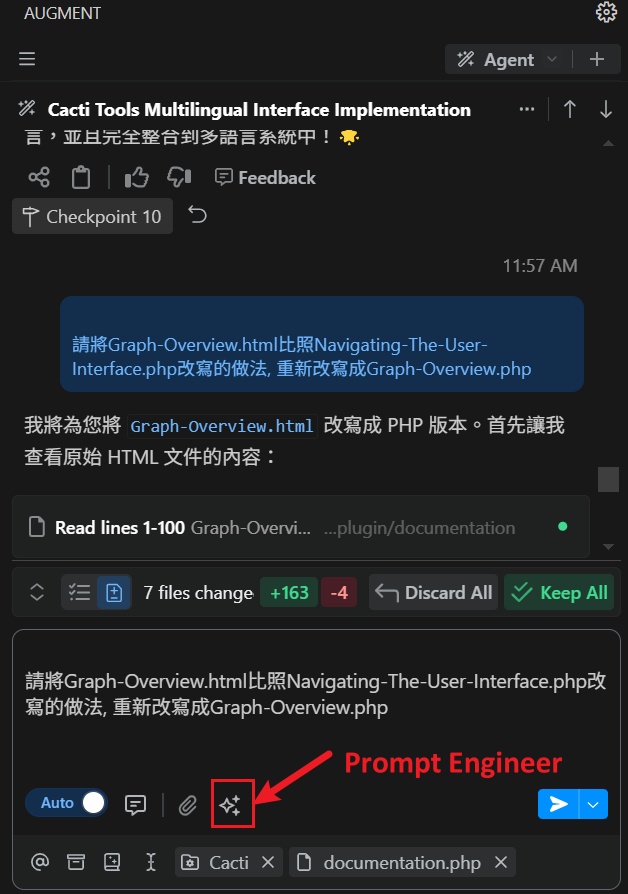 AUGMENT
Agent
Cacti Tools Multilingual Interface Implementation
言，並且完全整合到多語言系統中！🌟
Feedback
Checkpoint 10
11:57 AM
請將Graph-Overview.html比照Navigating-The-User-
Interface.php改寫的做法, 重新改寫成Graph-Overview.php
我將為您將 Graph-Overview.html 改寫成 PHP 版本。首先讓我
查看原始 HTML 文件的內容：
Read lines 1-100 Graph-Overvi... ...plugin/documentation
7 files change +163 -4 Discard All Keep All
請將Graph-Overview.html比照Navigating-The-User-Interface.php改
寫的做法, 重新改寫成Graph-Overview.php
Prompt Engineer
Auto
@ Cacti documentation.php